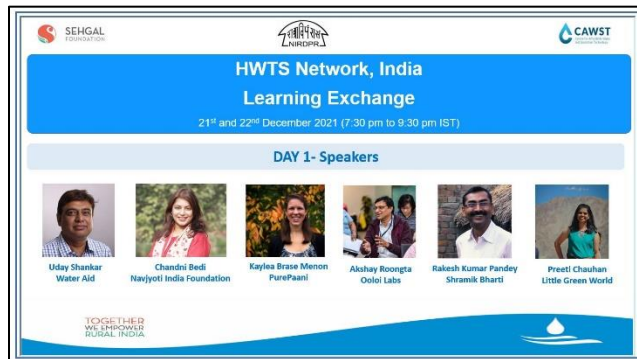 SEHGAL
FOUNDATION
NIRDPR
CAWST
HWTS Network, India
Learning Exchange
21st and 22nd December 2021 (7:30 pm to 9:30 pm IST)
DAY 1- Speakers
Uday Shankar
Water Aid
Chandni Bedi
Navjyoti India Foundation
Kaylea Brase Menon
PurePaani
Akshay Roongta
Ooloi Labs
Rakesh Kumar Pandey
Shramik Bharti
Preeti Chauhan
Little Green World
TOGETHER
WE EMPOWER
RURAL INDIA